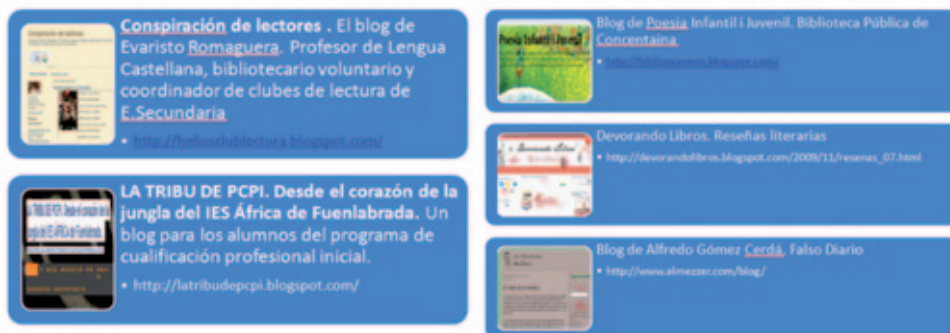 Conspiración de lectores . El blog de
Evaristo Romaguera. Profesor de Lengua
Castellana, bibliotecario voluntario y
coordinador de clubes de lectura de
E.Secundaria
• http://heliosclublectura.blogspot.com/
LA TRIBU DE PCPI. Desde el corazón de la
jungla del IES África de Fuenlabrada. Un
blog para los alumnos del programa de
cualificación profesional inicial.
• http://latribudepcpi.blogspot.com/
Blog de Poesia Infantil i Juvenil. Biblioteca Pública de
Concentaina
Poesia Infantil i Juvenil
Devorando Libros. Reseñas literarias
• http://devorandolibros.blogspot.com/2009/11/resenas_07.html
Blog de Alfredo Gómez Cerdá. Falso Diario
• http://www.almezzer.com/blog/